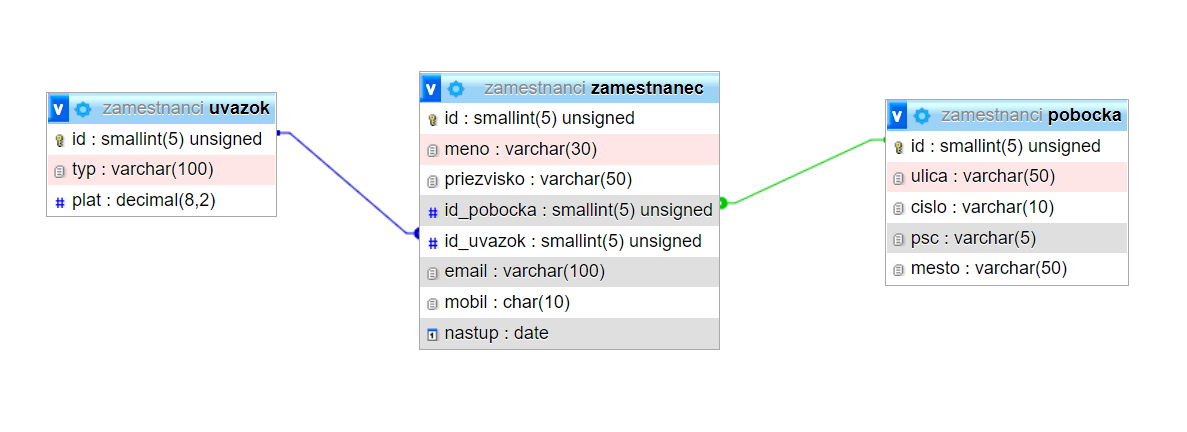 v zamestnanci uvazok
id : smallint(5) unsigned
typ : varchar(100)
# plat : decimal(8,2)
v zamestnanci zamestnanec
id : smallint(5) unsigned
meno : varchar(30)
priezvisko : varchar(50)
# id_pobocka : smallint(5) unsigned
# id_uvazok : smallint(5) unsigned
email : varchar(100)
mobil : char(10)
nastup : date
v zamestnanci pobocka
id : smallint(5) unsigned
ulica : varchar(50)
cislo : varchar(10)
psc : varchar(5)
mesto : varchar(50)